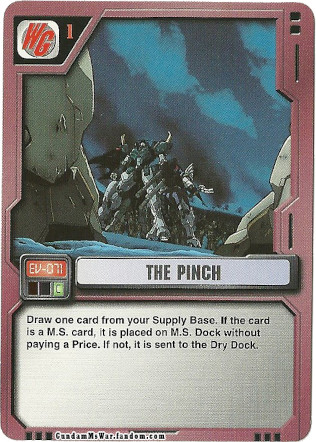 WG 1
EV-071
C
THE PINCH
Draw one card from your Supply Base. If the card
is a M.S. card, it is placed on M.S. Dock without
paying a Price. If not, it is sent to the Dry Dock.
GundamMsWar.fandom.com